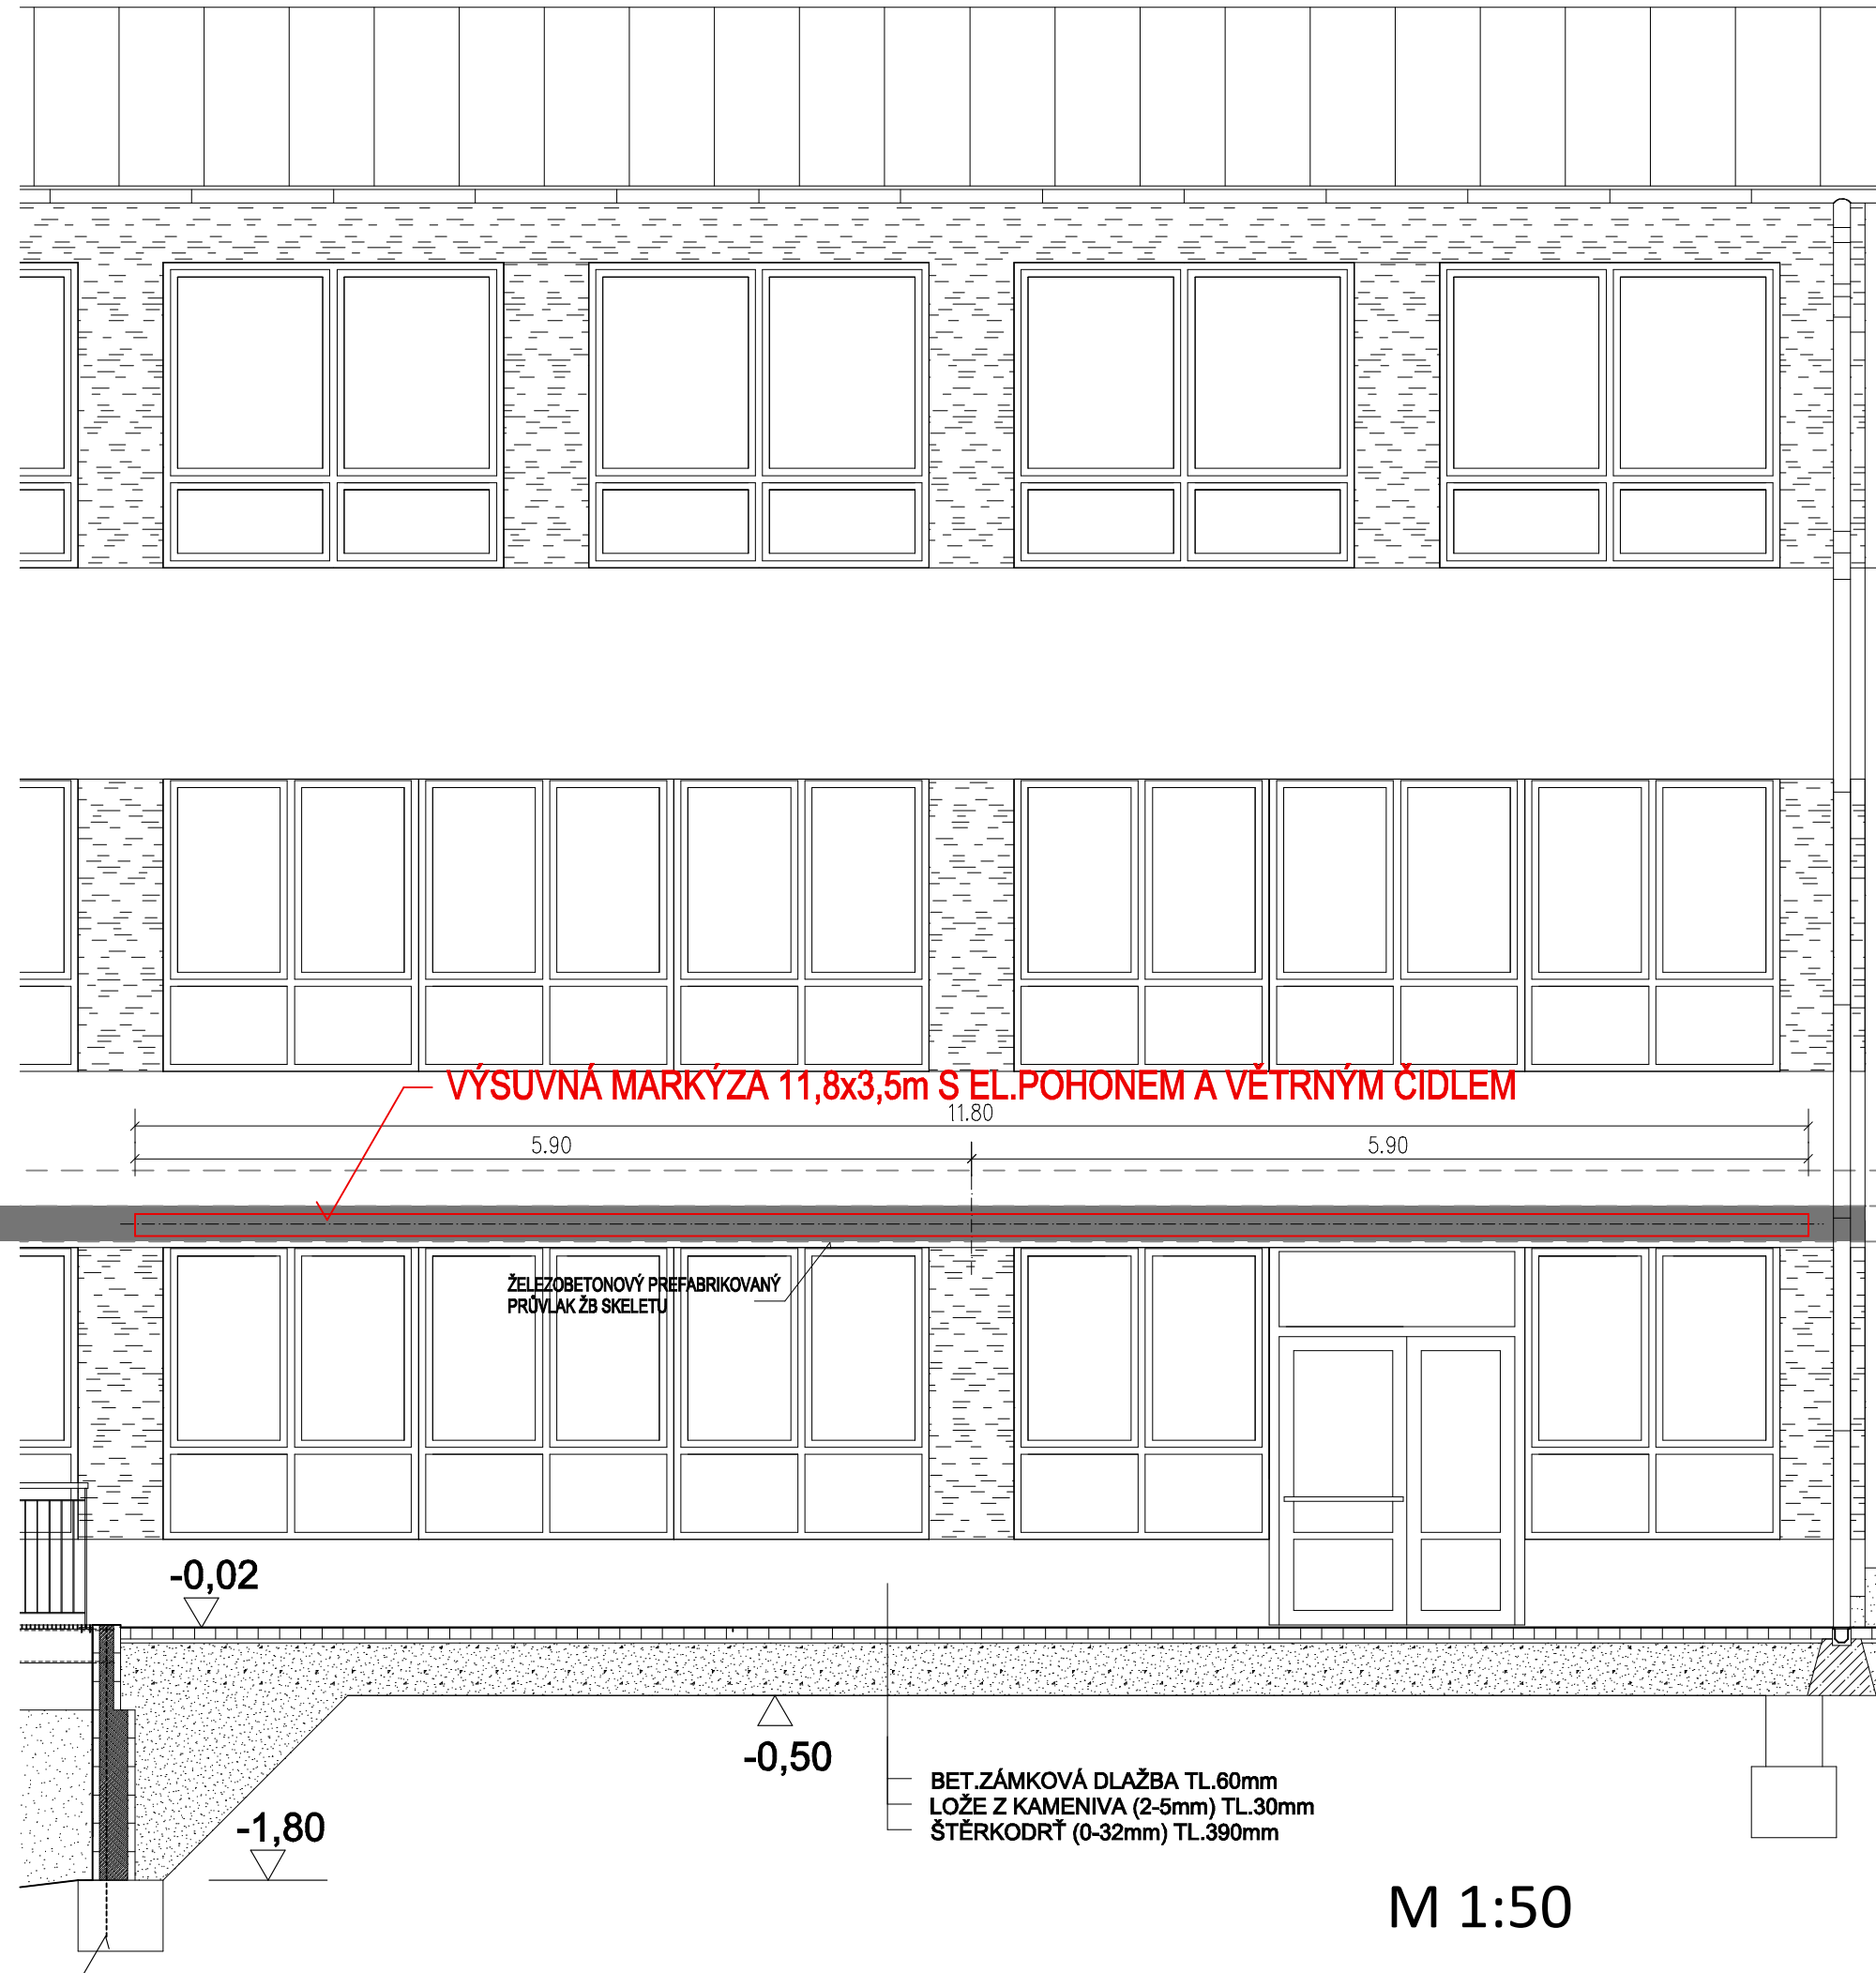 VÝSUVNÁ MARKÝZA 11,8x3,5m S EL.POHONEM A VĚTRNÝM ČIDLEM
11.80
5.90
5.90
ŽELEZOBETONOVÝ PREFABRIKOVANÝ
PRŮVLAK ŽB SKELETU
-0,02
-0,50
BET.ZÁMKOVÁ DLAŽBA TL.60mm
LOŽE Z KAMENIVA (2-5mm) TL.30mm
ŠTĚRKODRŤ (0-32mm) TL.390mm
-1,80
M 1:50